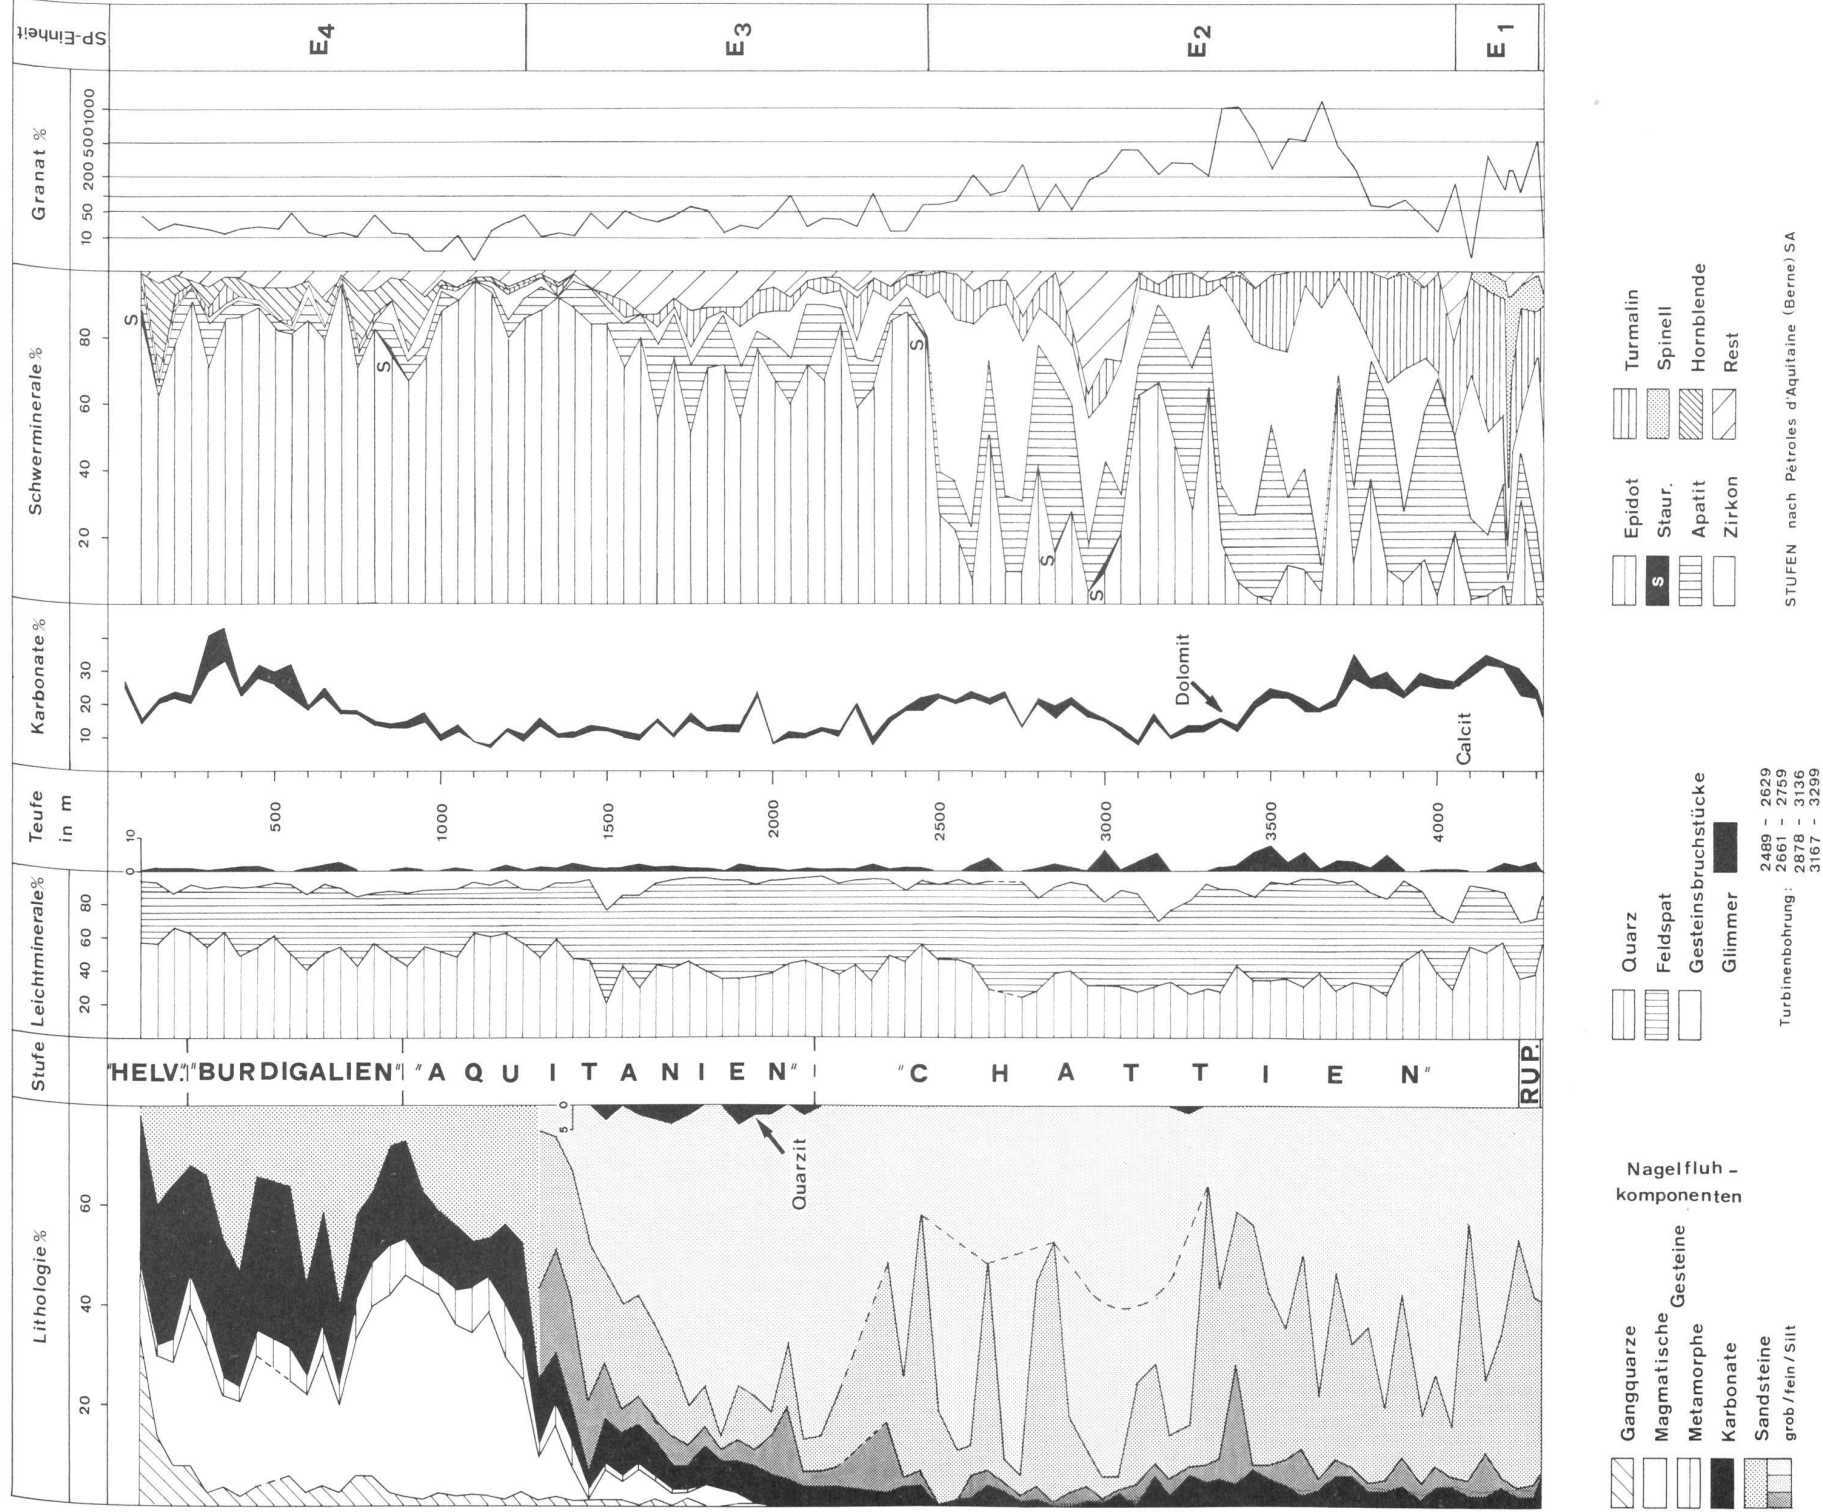 SP-Einheit
E4
E3
E2
E1
Granat %
10 50 200 500 1000
Schwerminerale %
20 40 60 80
S
S
S
S
S
Karbonate %
10 20 30
Dolomit
Calcit
Teufe
in m
500 1000 1500 2000 2500 3000 3500 4000
0 10
Leichtminerale %
20 40 60 80
Stufe
"HELV." "BURDIGALIEN" "AQUITANIEN" "CHATTIEN" RUP.
Lithologie %
20 40 60
0 5
Quarzit
Epidot
Staur.
Apatit
Zirkon
S
Turmalin
Spinell
Hornblende
Rest
STUFEN nach Pétroles d'Aquitaine (Berne) SA
Quarz
Feldspat
Gesteinsbruchstücke
Glimmer
Turbinenbohrung: 2489 - 2629
2661 - 2759
2878 - 3136
3167 - 3299
Nagelfluh-
komponenten
Gangquarze
Magmatische
Metamorphe
Gesteine
Karbonate
Sandsteine
grob/fein/Silt